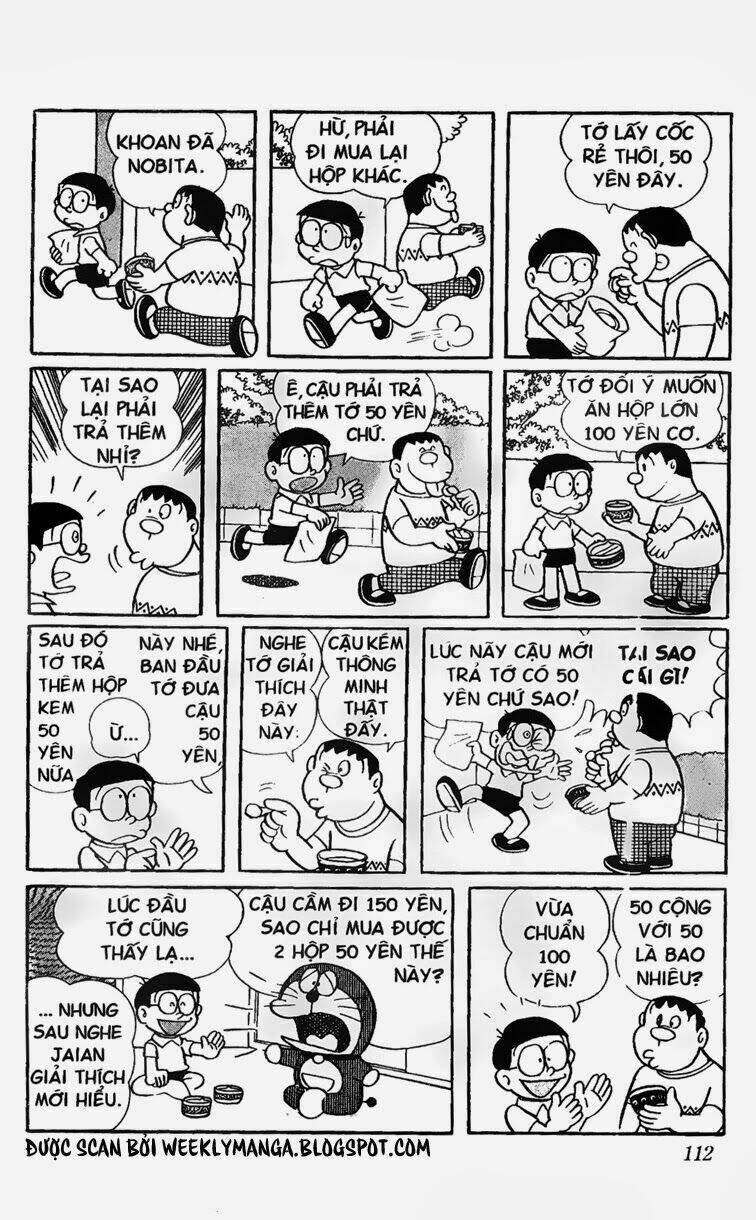 TỚ LẤY CỐC
RẺ THÔI, 50
YÊN ĐÂY.
HỪ, PHẢI
ĐI MUA LẠI
HỘP KHÁC.
KHOAN ĐÃ
NOBITA.
TỚ ĐỔI Ý MUỐN
ĂN HỘP LỚN
100 YÊN CƠ.
Ê, CẬU PHẢI TRẢ
THÊM TỚ 50 YÊN
CHỨ.
TẠI SAO
LẠI PHẢI
TRẢ THÊM
NHỈ?
TẠI SAO
CÁI GÌ!
LÚC NÃY CẬU MỚI
TRẢ TỚ CÓ 50
YÊN CHỨ SAO!
CẬU KÉM
THÔNG
MINH
THẬT
ĐẤY.
NGHE
TỚ GIẢI
THÍCH
ĐÂY
NÀY:
NÀY NHÉ,
BAN ĐẦU
TỚ ĐƯA
CẬU
50
YÊN,
SAU ĐÓ
TỚ TRẢ
THÊM HỘP
KEM
50
YÊN
NỮA
Ừ...
50 CỘNG
VỚI 50
LÀ BAO
NHIÊU?
VỪA
CHUẨN
100
YÊN!
CẬU CẦM ĐI 150 YÊN,
SAO CHỈ MUA ĐƯỢC
2 HỘP 50 YÊN THẾ
NÀY?
LÚC ĐẦU
TỚ CŨNG
THẤY LẠ...
... NHƯNG
SAU NGHE
JAIAN
GIẢI THÍCH
MỚI HIỂU.
ĐƯỢC SCAN BỞI WEEKLYMANGA.BLOGSPOT.COM
112